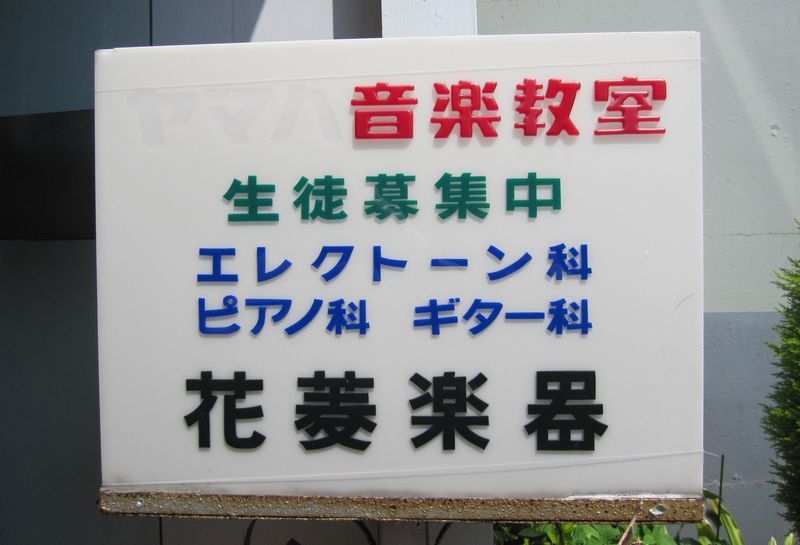 ヤマハ音楽教室
生徒募集中
エレクトーン科
ピアノ科 ギター科
花菱楽器